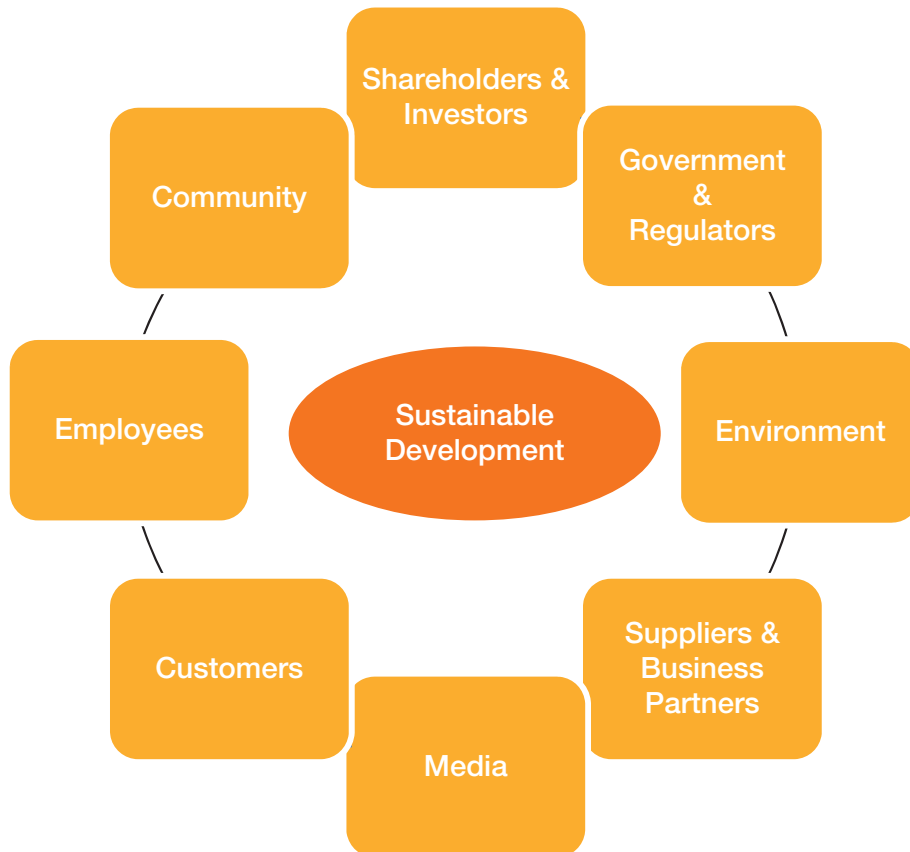 Shareholders &
Investors
Government
&
Regulators
Community
Sustainable
Development
Employees
Environment
Suppliers &
Business
Partners
Customers
Media